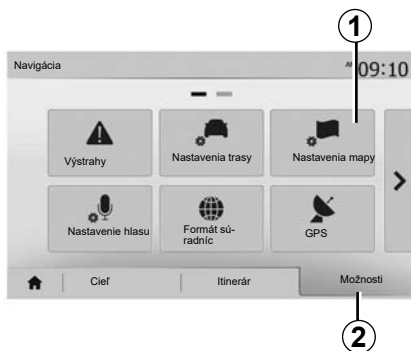 1
Navigácia
AM 09:10
Výstrahy
Nastavenia trasy
Nastavenia mapy
Nastavenie hlasu
Formát sú-
radníc
GPS
Cieľ
Itinerár
Možnosti
2